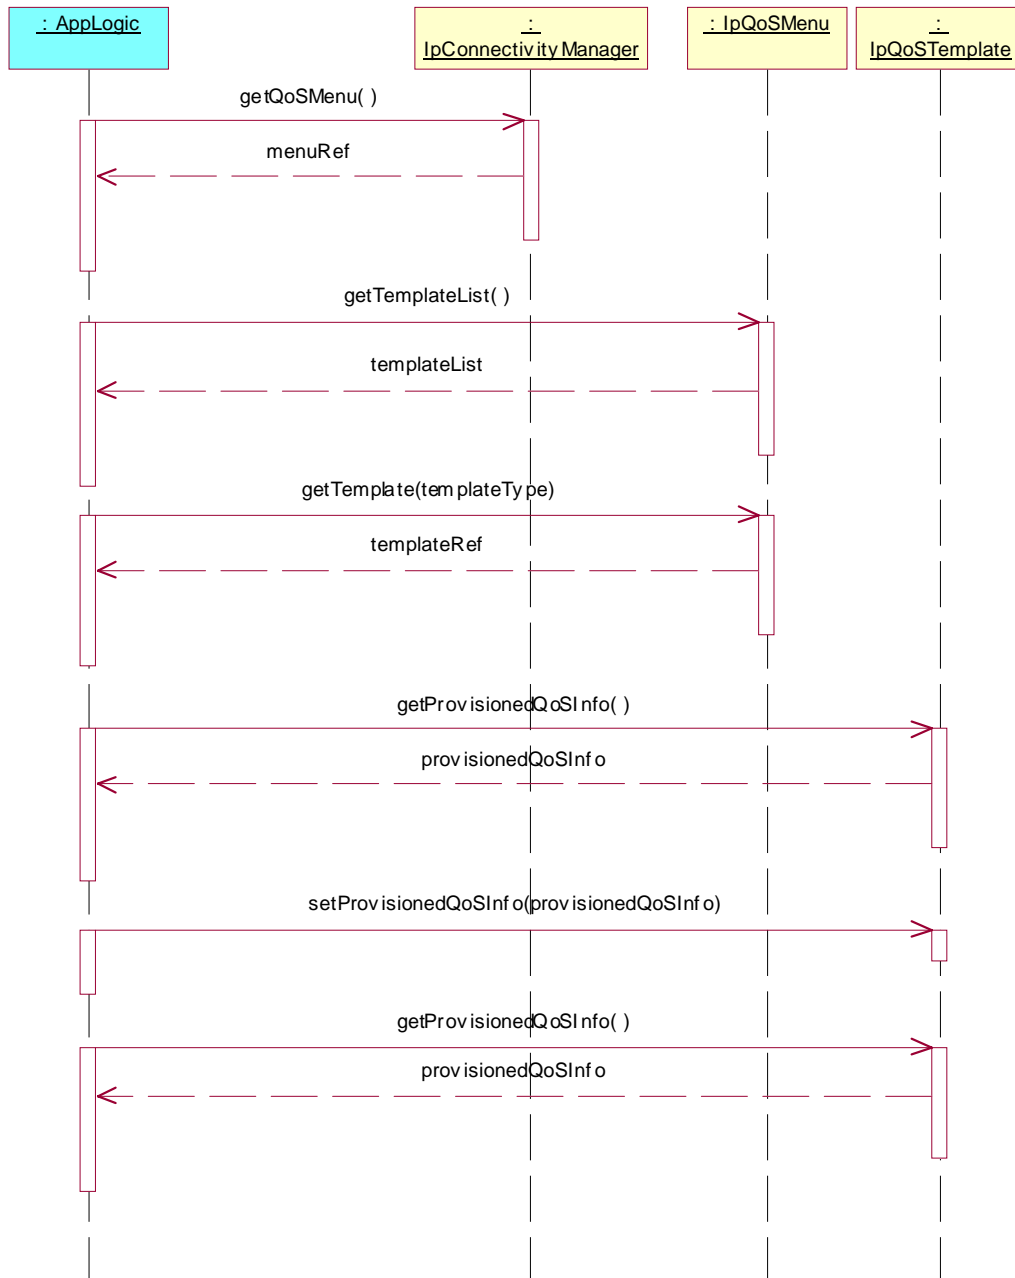 : AppLogic
:
IpConnectivityManager
: IpQoSMenu
:
IpQoSTemplate
getQoSMenu( )
menuRef
getTemplateList( )
templateList
getTemplate(templateType)
templateRef
getProvisionedQoSInfo( )
provisionedQoSInfo
setProvisionedQoSInfo(provisionedQoSInfo)
getProvisionedQoSInfo( )
provisionedQoSInfo